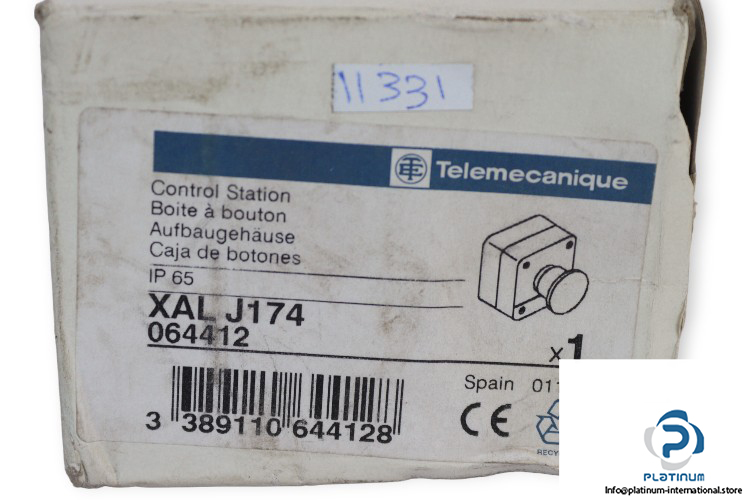 11331
Telemecanique
Control Station
Boite à bouton
Aufbaugehäuse
Caja de botones
IP 65
XAL J174
064412
x1
Spain 011
3 389110 644128
CE
PLATINUM
Info@platinum-international.store